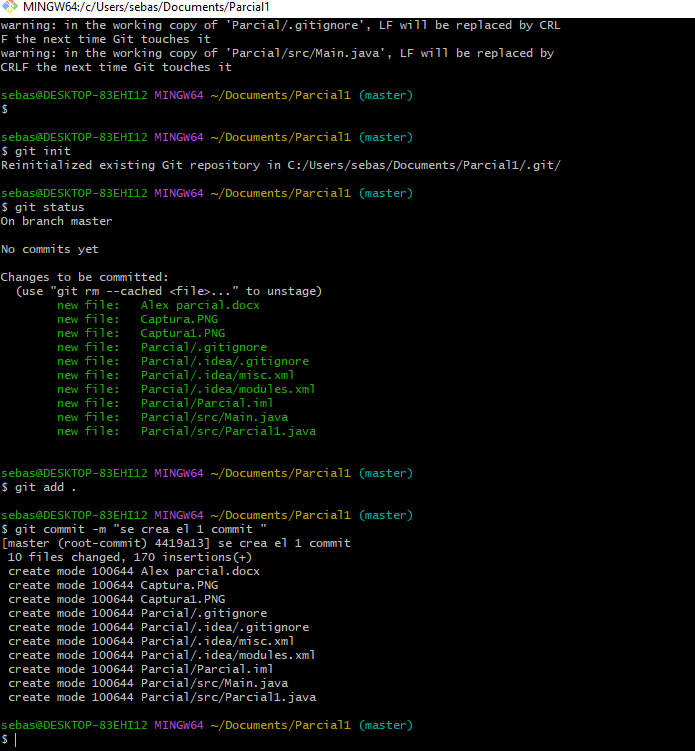 MINGW64:/c/Users/sebas/Documents/Parcial1
warning: in the working copy of 'Parcial/.gitignore', LF will be replaced by CRL
F the next time Git touches it
warning: in the working copy of 'Parcial/src/Main.java', LF will be replaced by
CRLF the next time Git touches it
sebas@DESKTOP-83EHI12 MINGW64 ~/Documents/Parcial1 (master)
$
sebas@DESKTOP-83EHI12 MINGW64 ~/Documents/Parcial1 (master)
$ git init
Reinitialized existing Git repository in C:/Users/sebas/Documents/Parcial1/.git/
sebas@DESKTOP-83EHI12 MINGW64 ~/Documents/Parcial1 (master)
$ git status
On branch master
No commits yet
Changes to be committed:
  (use "git rm --cached <file>..." to unstage)
        new file:   Alex parcial.docx
        new file:   Captura.PNG
        new file:   Captura1.PNG
        new file:   Parcial/.gitignore
        new file:   Parcial/.idea/.gitignore
        new file:   Parcial/.idea/misc.xml
        new file:   Parcial/.idea/modules.xml
        new file:   Parcial/Parcial.iml
        new file:   Parcial/src/Main.java
        new file:   Parcial/src/Parcial1.java
sebas@DESKTOP-83EHI12 MINGW64 ~/Documents/Parcial1 (master)
$ git add .
sebas@DESKTOP-83EHI12 MINGW64 ~/Documents/Parcial1 (master)
$ git commit -m "se crea el 1 commit "
[master (root-commit) 4419a13] se crea el 1 commit
 10 files changed, 170 insertions(+)
 create mode 100644 Alex parcial.docx
 create mode 100644 Captura.PNG
 create mode 100644 Captura1.PNG
 create mode 100644 Parcial/.gitignore
 create mode 100644 Parcial/.idea/.gitignore
 create mode 100644 Parcial/.idea/misc.xml
 create mode 100644 Parcial/.idea/modules.xml
 create mode 100644 Parcial/Parcial.iml
 create mode 100644 Parcial/src/Main.java
 create mode 100644 Parcial/src/Parcial1.java
sebas@DESKTOP-83EHI12 MINGW64 ~/Documents/Parcial1 (master)
$